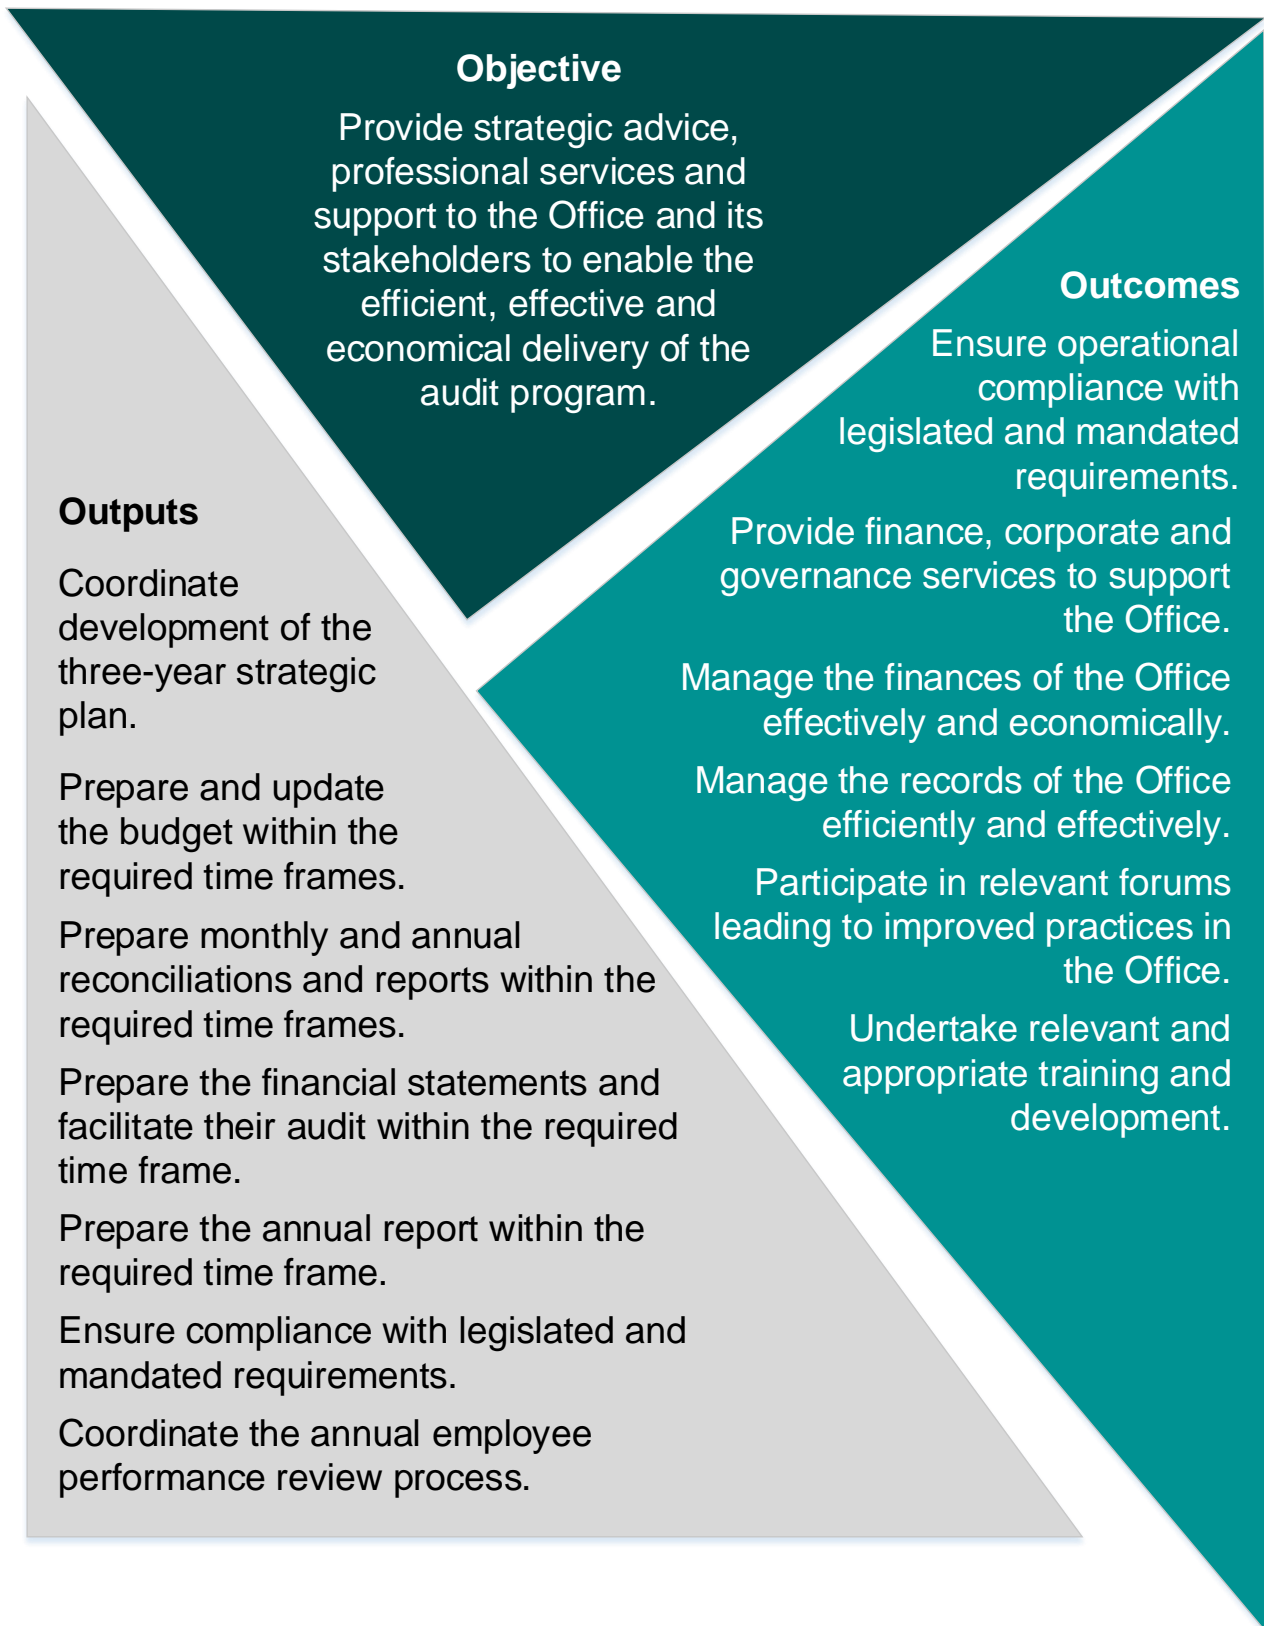 Objective
Provide strategic advice,
professional services and
support to the Office and its
stakeholders to enable the
efficient, effective and
economical delivery of the
audit program.
Outcomes
Ensure operational
compliance with
legislated and mandated
requirements.
Provide finance, corporate and
governance services to support
the Office.
Manage the finances of the Office
effectively and economically.
Manage the records of the Office
efficiently and effectively.
Participate in relevant forums
leading to improved practices in
the Office.
Undertake relevant and
appropriate training and
development.
Outputs
Coordinate
development of the
three-year strategic
plan.
Prepare and update
the budget within the
required time frames.
Prepare monthly and annual
reconciliations and reports within the
required time frames.
Prepare the financial statements and
facilitate their audit within the required
time frame.
Prepare the annual report within the
required time frame.
Ensure compliance with legislated and
mandated requirements.
Coordinate the annual employee
performance review process.